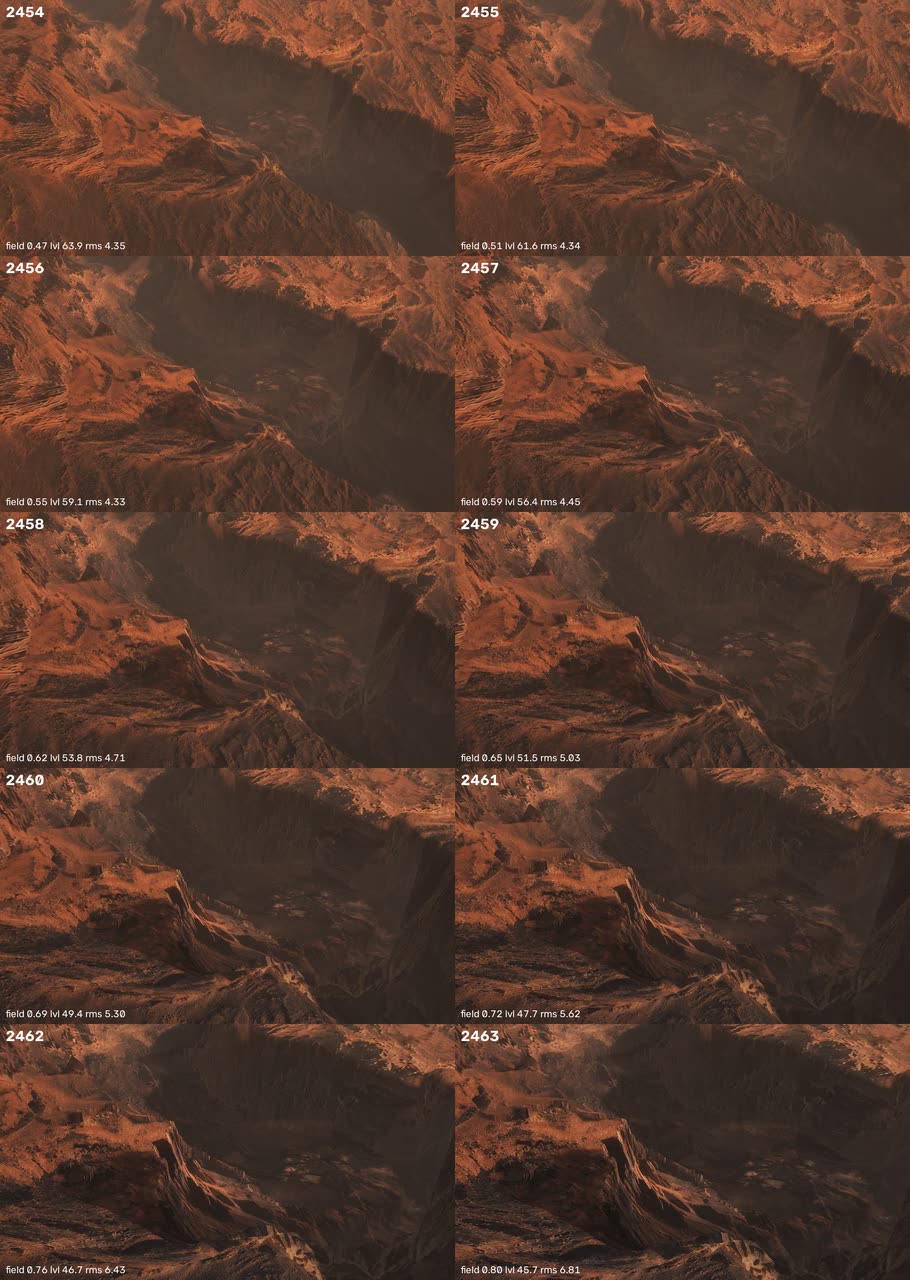 2454
2455
field 0.47 lvl 63.9 rms 4.35
field 0.51 lvl 61.6 rms 4.34
2456
2457
field 0.55 lvl 59.1 rms 4.33
field 0.59 lvl 56.4 rms 4.45
2458
2459
field 0.62 lvl 53.8 rms 4.71
field 0.65 lvl 51.5 rms 5.03
2460
2461
field 0.69 lvl 49.4 rms 5.30
field 0.72 lvl 47.7 rms 5.62
2462
2463
field 0.76 lvl 46.7 rms 6.43
field 0.80 lvl 45.7 rms 6.81